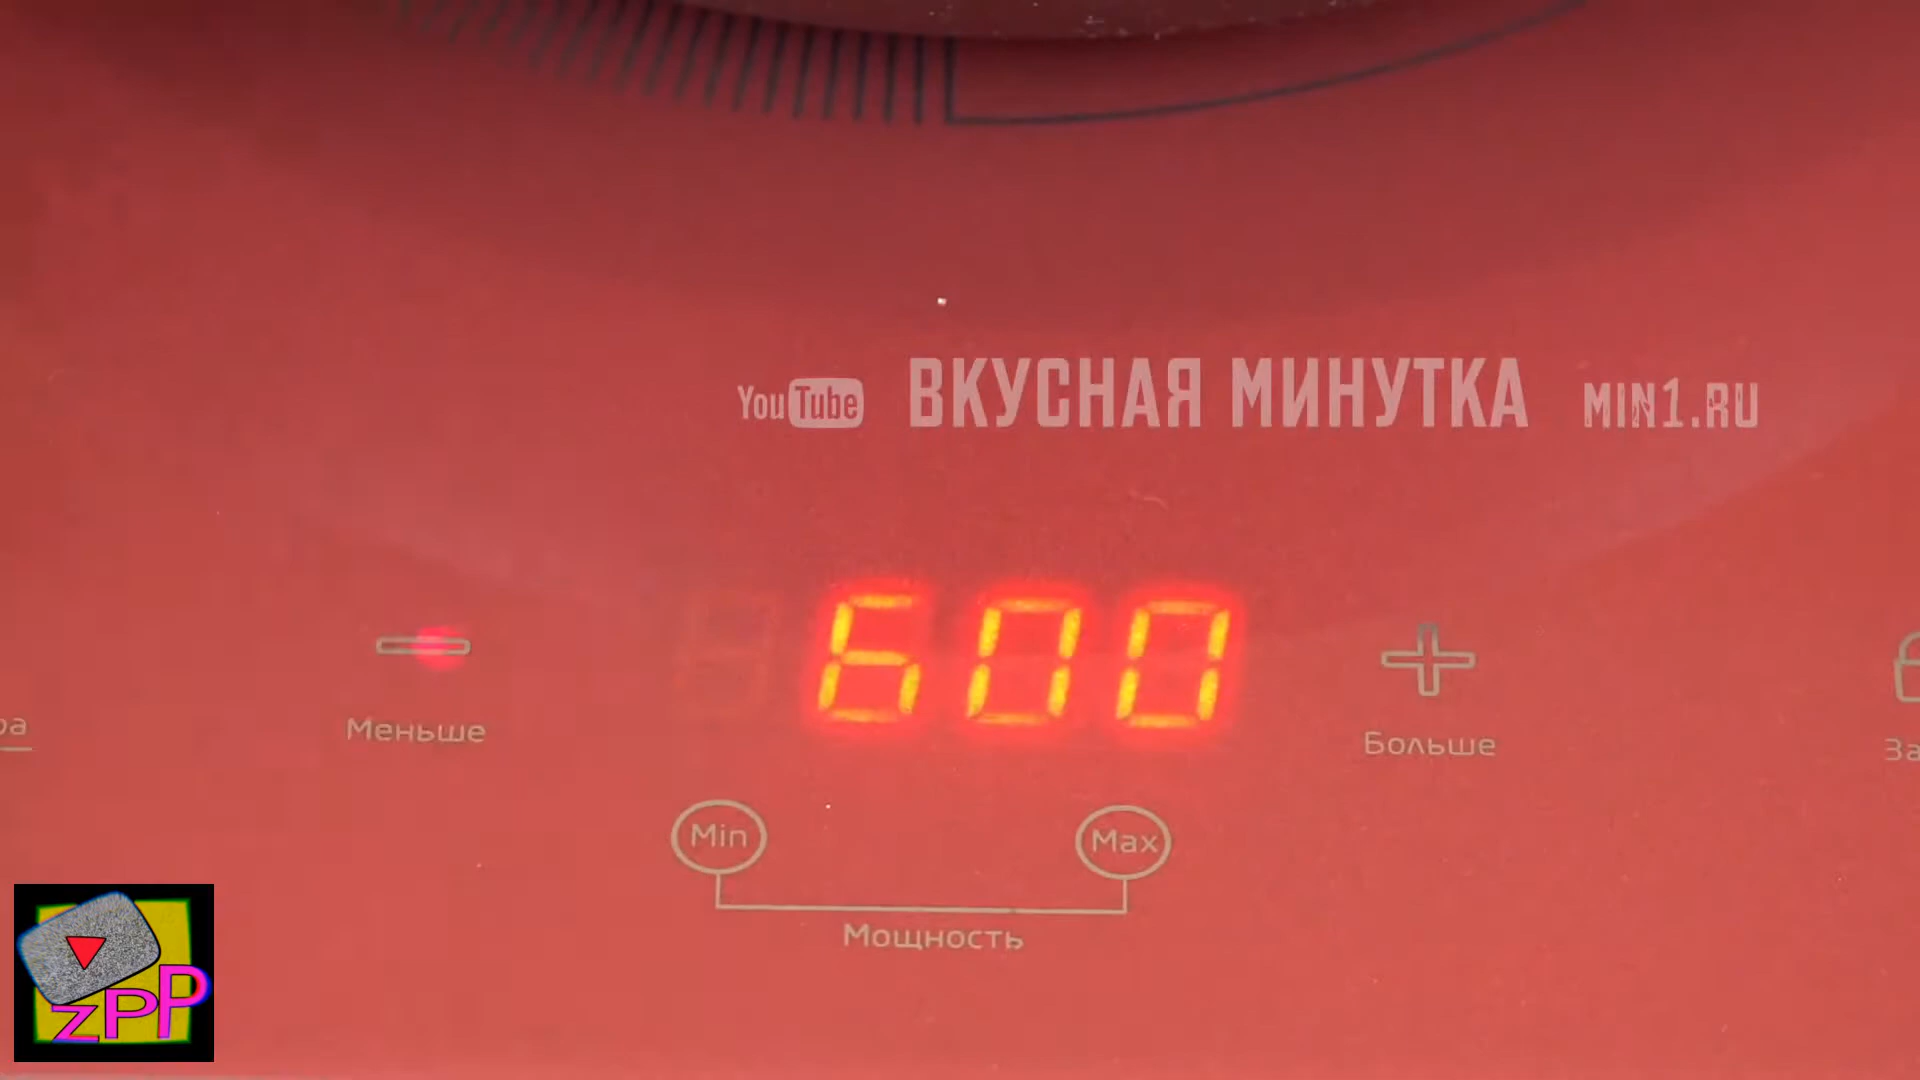 YouTube ВКУСНАЯ МИНУТКА MIN1.RU
600
Меньше
Больше
Min
Max
Мощность
zPP